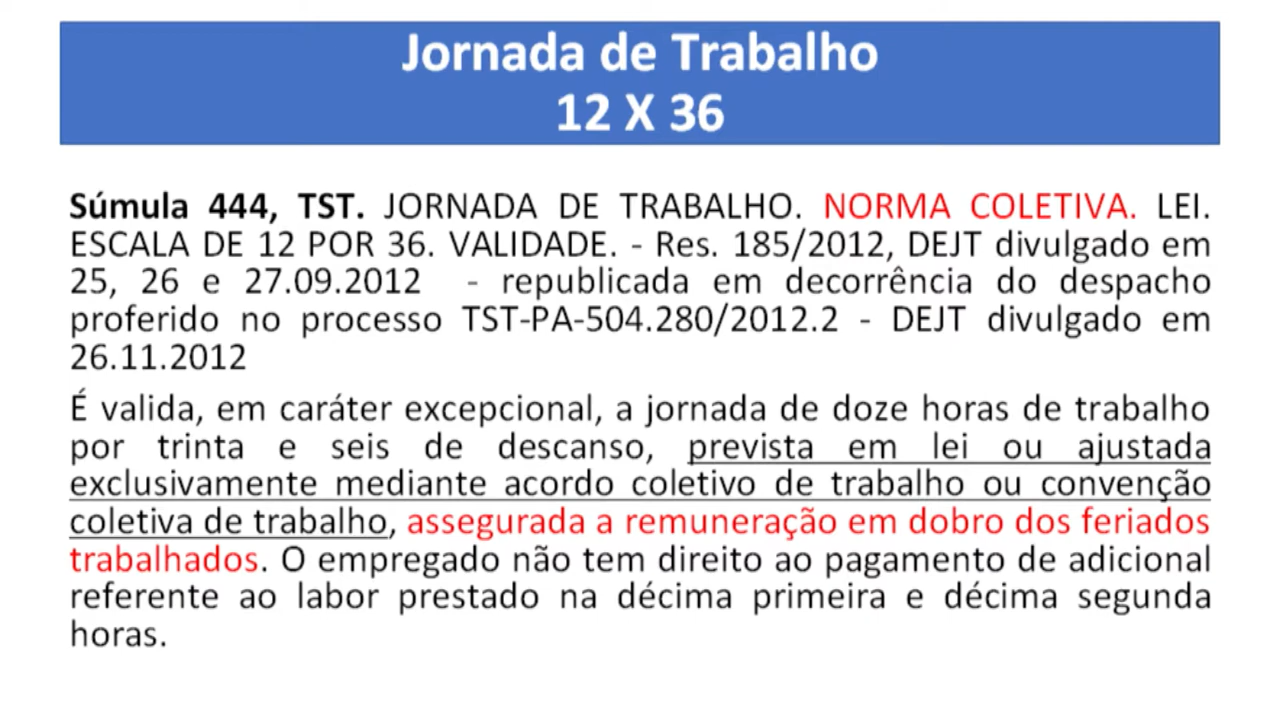 Jornada de Trabalho
12 X 36
Súmula 444, TST. JORNADA DE TRABALHO. NORMA COLETIVA. LEI.
ESCALA DE 12 POR 36. VALIDADE. - Res. 185/2012, DEJT divulgado em
25, 26 e 27.09.2012 - republicada em decorrência do despacho
proferido no processo TST-PA-504.280/2012.2 - DEJT divulgado em
26.11.2012
É valida, em caráter excepcional, a jornada de doze horas de trabalho
por trinta e seis de descanso, prevista em lei ou ajustada
exclusivamente mediante acordo coletivo de trabalho ou convenção
coletiva de trabalho, assegurada a remuneração em dobro dos feriados
trabalhados. O empregado não tem direito ao pagamento de adicional
referente ao labor prestado na décima primeira e décima segunda
horas.